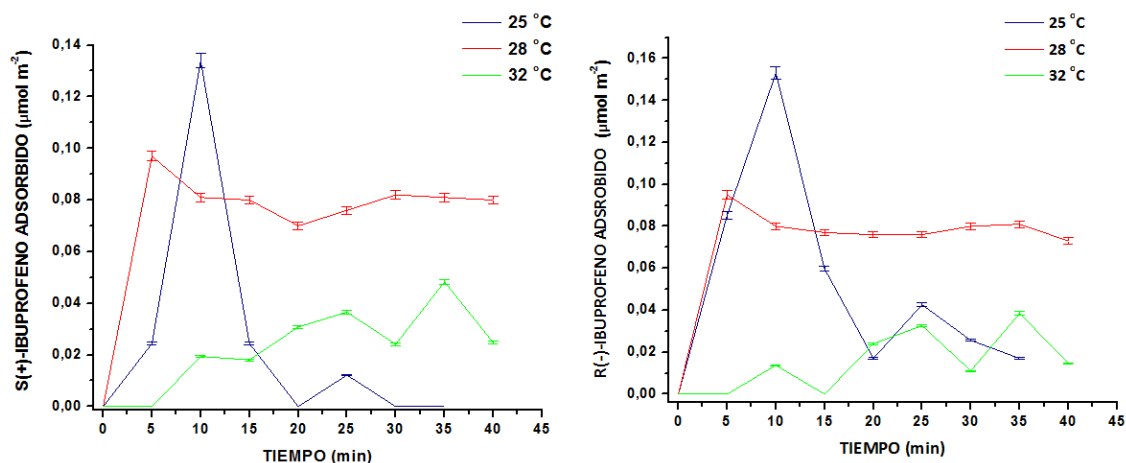 25 °C
28 °C
32 °C
S(+)-IBUPROFENO ADSORBIDO (μmol m-2)
0,14
0,12
0,10
0,08
0,06
0,04
0,02
0,00
0 5 10 15 20 25 30 35 40 45
TIEMPO (min)
25 °C
28 °C
32 °C
R(-)-IBUPROFENO ADSROBIDO (μmol m-2)
0,16
0,14
0,12
0,10
0,08
0,06
0,04
0,02
0,00
0 5 10 15 20 25 30 35 40 45
TIEMPO (min)